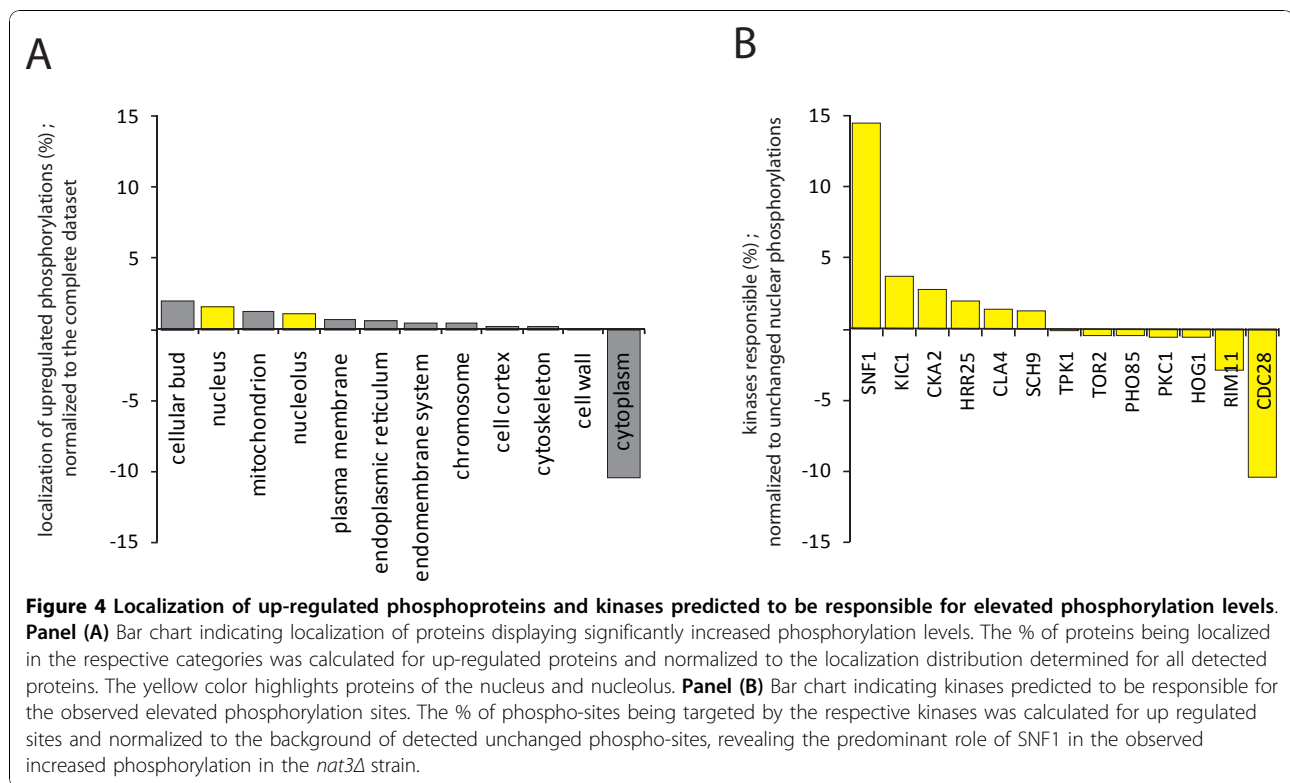 A
localization of upregulated phosphorylations (%) ;
normalized to the complete dataset
15
10
5
-5
-10
-15
cellular bud
nucleus
mitochondrion
nucleolus
plasma membrane
endoplasmic reticulum
endomembrane system
chromosome
cell cortex
cytoskeleton
cell wall
cytoplasm
B
kinases responsible (%) ;
normalized to unchanged nuclear phosphorylations
15
10
5
-5
-10
-15
SNF1
KIC1
CKA2
HRR25
CLA4
SCH9
TPK1
TOR2
PHO85
PKC1
HOG1
RIM11
CDC28
Figure 4 Localization of up-regulated phosphoproteins and kinases predicted to be responsible for elevated phosphorylation levels.
Panel (A) Bar chart indicating localization of proteins displaying significantly increased phosphorylation levels. The % of proteins being localized
in the respective categories was calculated for up-regulated proteins and normalized to the localization distribution determined for all detected
proteins. The yellow color highlights proteins of the nucleus and nucleolus. Panel (B) Bar chart indicating kinases predicted to be responsible for
the observed elevated phosphorylation sites. The % of phospho-sites being targeted by the respective kinases was calculated for up regulated
sites and normalized to the background of detected unchanged phospho-sites, revealing the predominant role of SNF1 in the observed
increased phosphorylation in the nat3Δ strain.